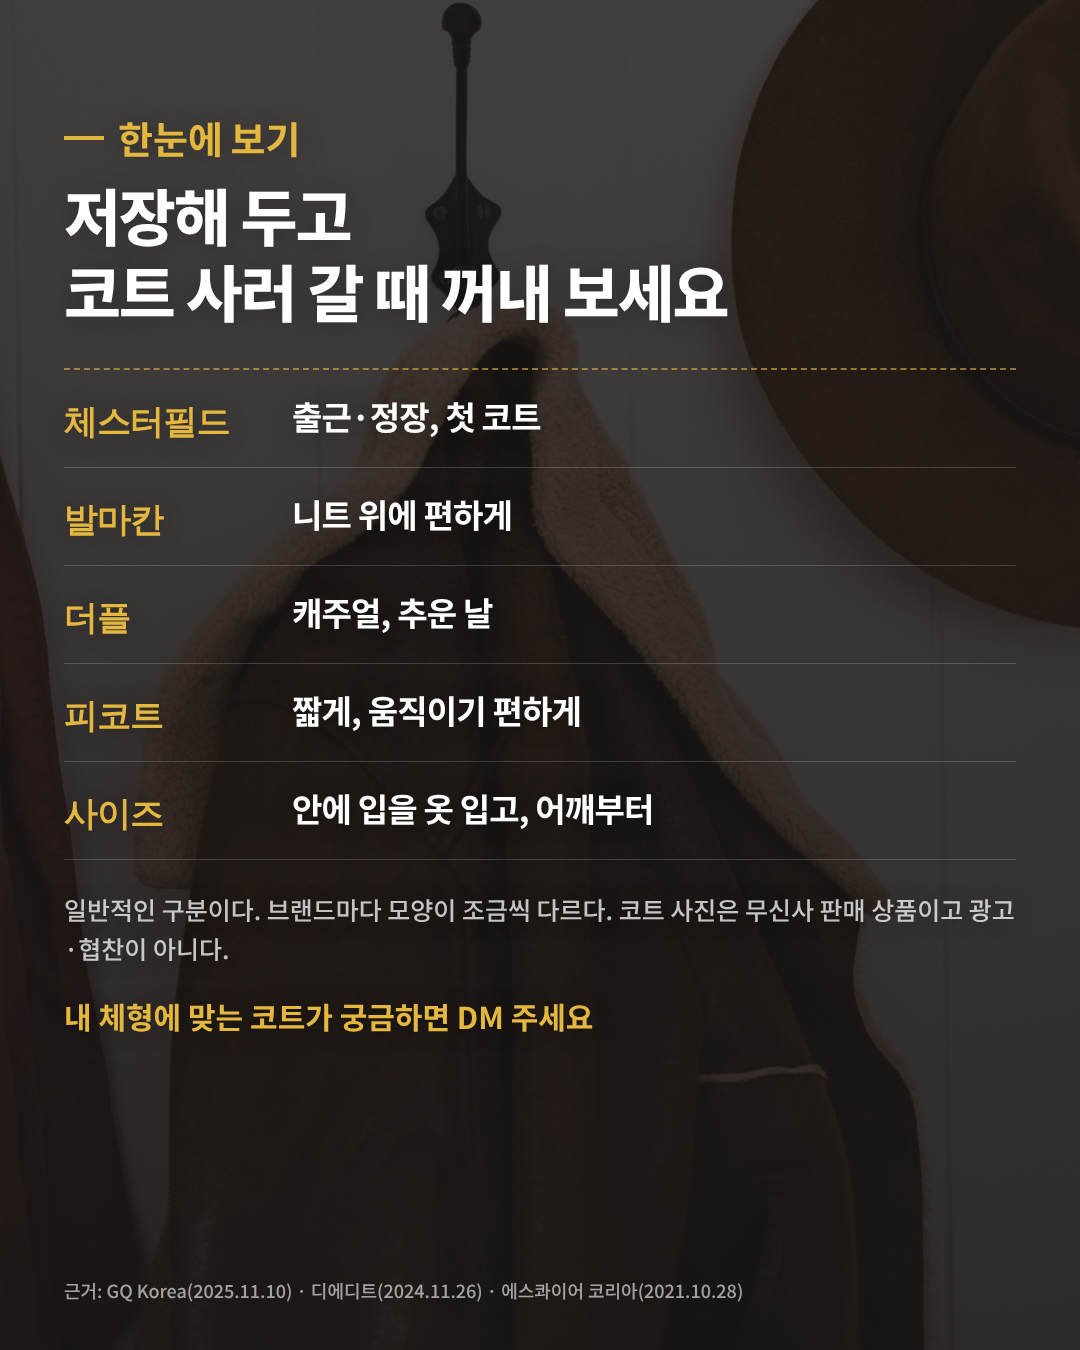 한눈에 보기
저장해 두고
코트 사러 갈 때 꺼내 보세요
체스터필드 출근·정장, 첫 코트
발마칸 니트 위에 편하게
더플 캐주얼, 추운 날
피코트 짧게, 움직이기 편하게
사이즈 안에 입을 옷 입고, 어깨부터
일반적인 구분이다. 브랜드마다 모양이 조금씩 다르다. 코트 사진은 무신사 판매 상품이고 광고
·협찬이 아니다.
내 체형에 맞는 코트가 궁금하면 DM 주세요
근거: GQ Korea(2025.11.10) · 디에디트(2024.11.26) · 에스콰이어 코리아(2021.10.28)